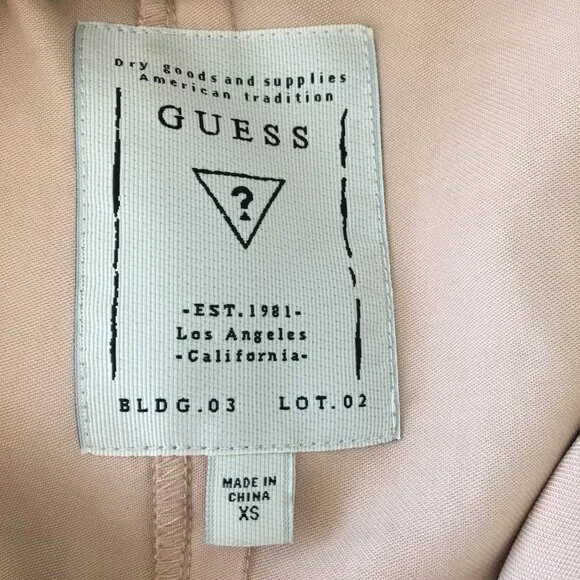 Dry goods and supplies
American tradition
GUESS
?
-EST.1981-
Los Angeles
-California-
BLDG.03 LOT.02
MADE IN
CHINA
XS